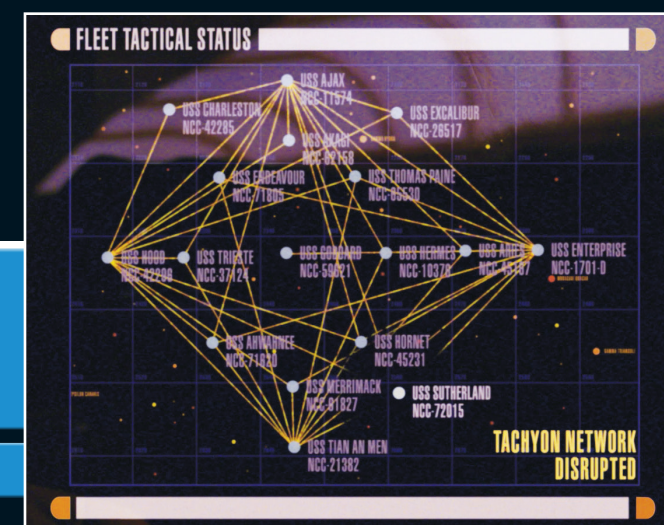 FLEET TACTICAL STATUS
USS AJAX
NCC-11574
USS CHARLESTON
NCC-42285
USS EXCALIBUR
NCC-26517
USS AKAGI
NCC-62158
USS ENDEAVOUR
NCC-71805
USS THOMAS PAINE
NCC-65530
USS HOOD
NCC-42296
USS TRIESTE
NCC-37124
USS GODDARD
NCC-59621
USS HERMES
NCC-10376
USS ARIES
NCC-45167
USS ENTERPRISE
NCC-1701-D
USS AHWAHNEE
NCC-71620
USS HORNET
NCC-45231
USS MERRIMACK
NCC-61827
USS SUTHERLAND
NCC-72015
USS TIAN AN MEN
NCC-21382
TACHYON NETWORK
DISRUPTED